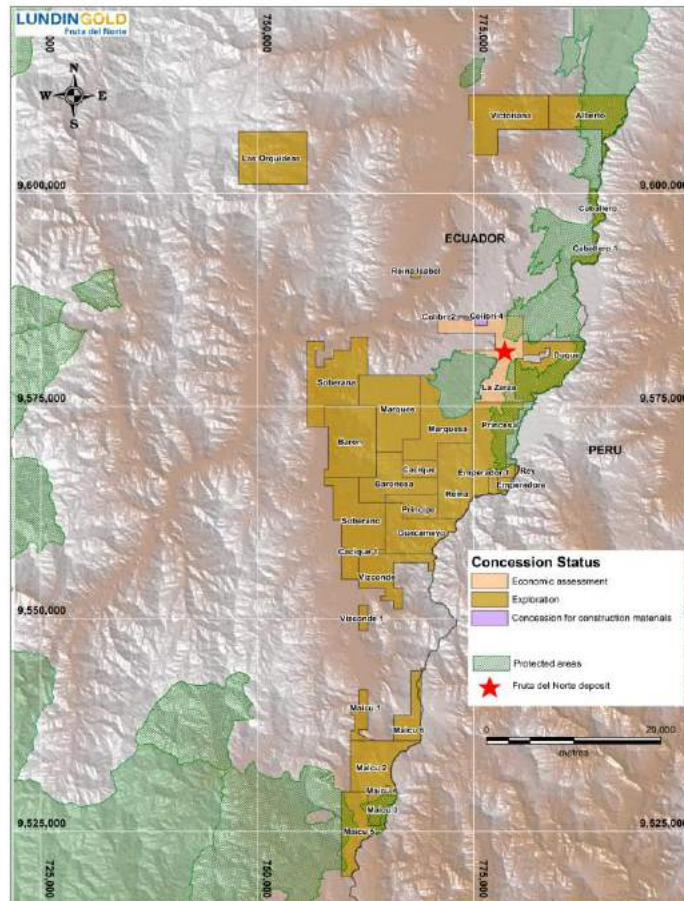 LUNDINGOLD
Fruta del Norte
750,000
775,000
N
W E
S
Victoriana
Alberto
Las Orquideas
9,600,000
9,600,000
Caballero
ECUADOR
Caballero 1
Reina Isabel
Colibri 2
Colibri 4
Duque
Soberana
La Zarza
9,575,000
9,575,000
Marques
Marquesa
Princesa
Baron
PERU
Cacique
Emperador 1
Rey
Baronesa
Emperadora
Reina
Principe
Soberano
Guacamayo
Cacique 1
Vizconde
Concession Status
Economic assessment
Exploration
Concession for construction materials
9,550,000
Vizconde 1
Protected areas
Fruta del Norte deposit
Maicu 1
Maicu 6
0 20,000
metres
Maicu 2
Maicu 4
Maicu 3
9,525,000
9,525,000
Maicu 5
725,000
750,000
775,000